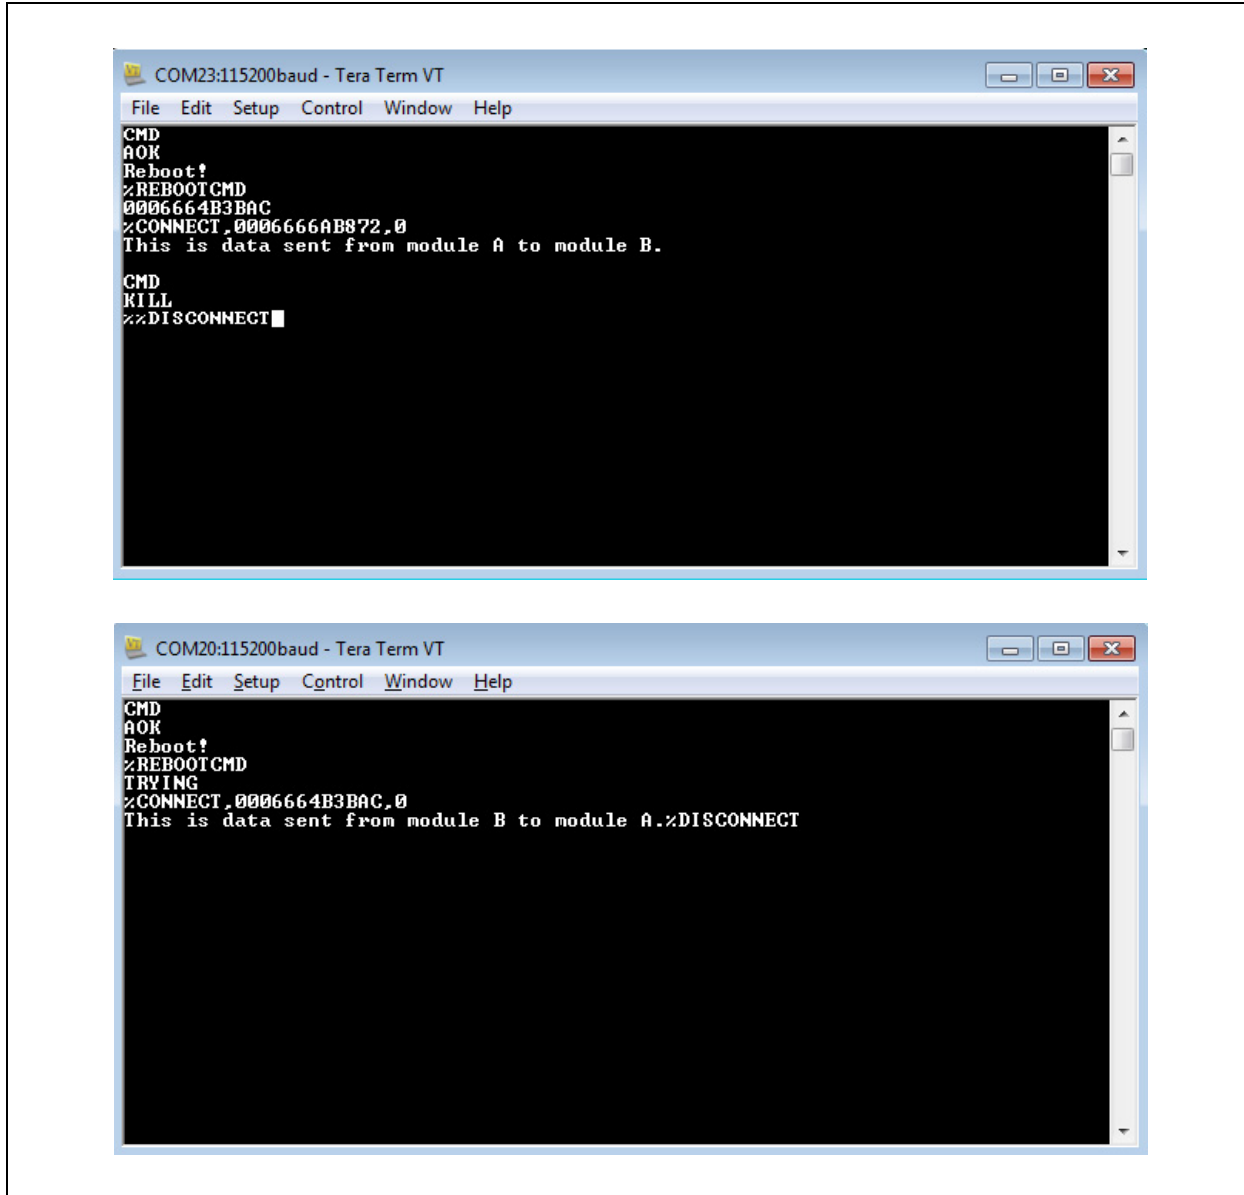 COM23:115200baud - Tera Term VT
File Edit Setup Control Window Help
CMD
AOK
Reboot!
%REBOOTCMD
0006664B3BAC
%CONNECT,0006666AB872,0
This is data sent from module A to module B.
CMD
KILL
%%DISCONNECT
COM20:115200baud - Tera Term VT
File Edit Setup Control Window Help
CMD
AOK
Reboot!
%REBOOTCMD
TRYING
%CONNECT,0006664B3BAC,0
This is data sent from module B to module A.%DISCONNECT